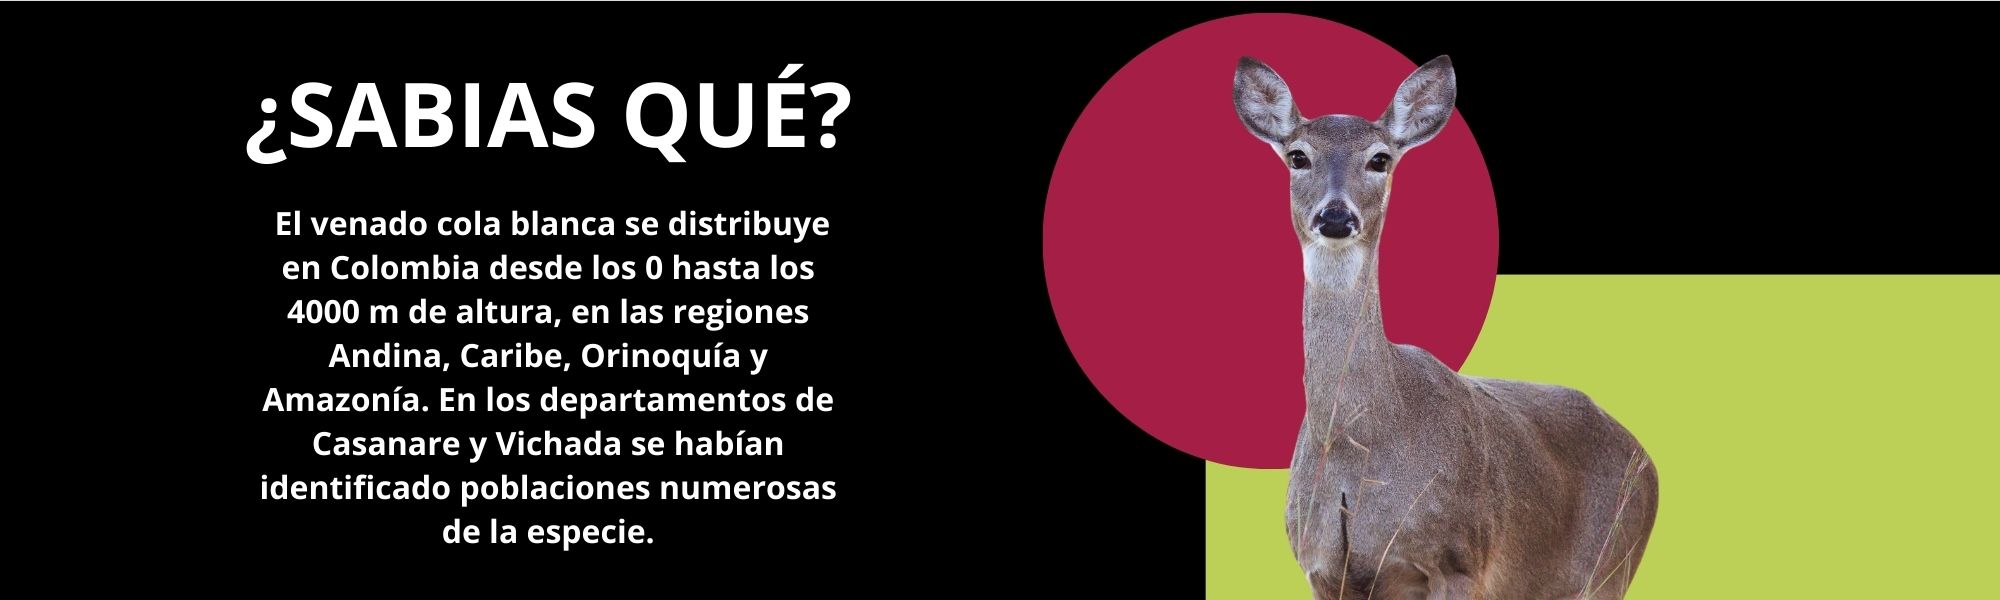 ¿SABIAS QUÉ?
El venado cola blanca se distribuye
en Colombia desde los 0 hasta los
4000 m de altura, en las regiones
Andina, Caribe, Orinoquía y
Amazonía. En los departamentos de
Casanare y Vichada se habían
identificado poblaciones numerosas
de la especie.